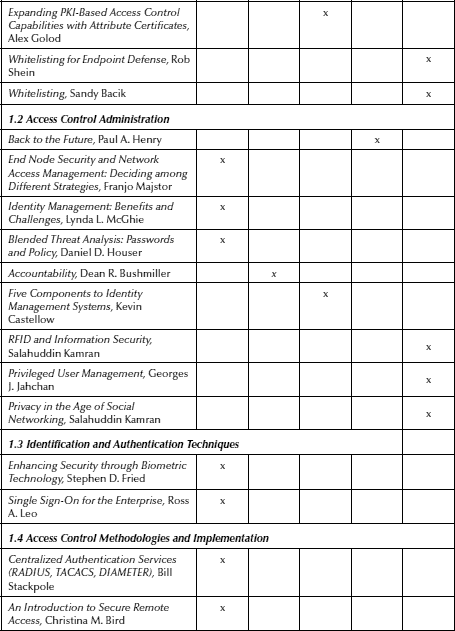 Expanding PKI-Based Access Control
Capabilities with Attribute Certificates,
Alex Golod
x
Whitelisting for Endpoint Defense, Rob
Shein
x
Whitelisting, Sandy Bacik
x
1.2 Access Control Administration
Back to the Future, Paul A. Henry
x
End Node Security and Network
Access Management: Deciding among
Different Strategies, Franjo Majstor
x
Identity Management: Benefits and
Challenges, Lynda L. McGhie
x
Blended Threat Analysis: Passwords
and Policy, Daniel D. Houser
x
Accountability, Dean R. Bushmiller
x
Five Components to Identity
Management Systems, Kevin
Castellow
x
RFID and Information Security,
Salahuddin Kamran
x
Privileged User Management, Georges
J. Jahchan
x
Privacy in the Age of Social
Networking, Salahuddin Kamran
x
1.3 Identification and Authentication Techniques
Enhancing Security through Biometric
Technology, Stephen D. Fried
x
Single Sign-On for the Enterprise, Ross
A. Leo
x
1.4 Access Control Methodologies and Implementation
Centralized Authentication Services
(RADIUS, TACACS, DIAMETER), Bill
Stackpole
x
An Introduction to Secure Remote
Access, Christina M. Bird
x